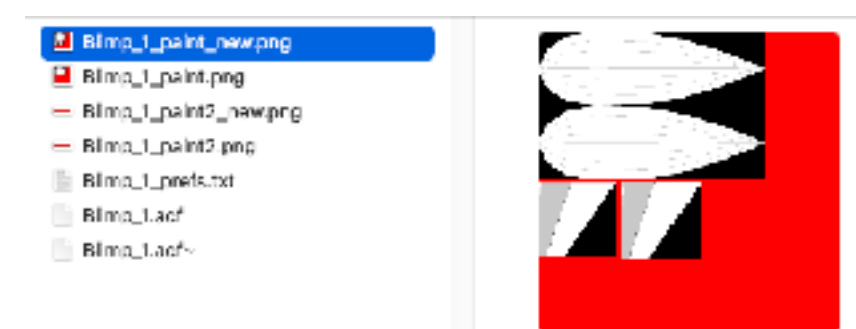 Blimp_1_paint_new.png
Blimp_1_paint.png
Blimp_1_paint2_new.png
Blimp_1_paint2.png
Blimp_1_prefs.txt
Blimp_1.acf
Blimp_1.acf~